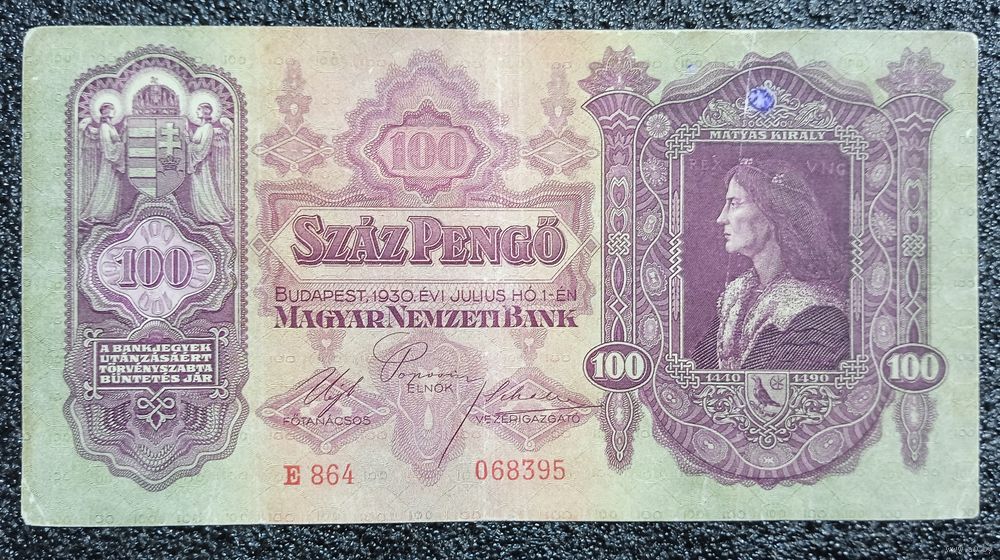 100
SZÁZ PENGŐ
BUDAPEST, 1930. ÉVI JULIUS HÓ 1-ÉN
MAGYAR NEMZETI BANK
100
A BANKJEGYEK
UTÁNZÁSÁÉRT
TÖRVÉNYSZABTA
BÜNTETÉS JÁR
ELNÖK
FŐTANÁCSOS
VEZÉRIGAZGATÓ
E 864
068395
MÁTYÁS KIRÁLY
100
100
1440
1490